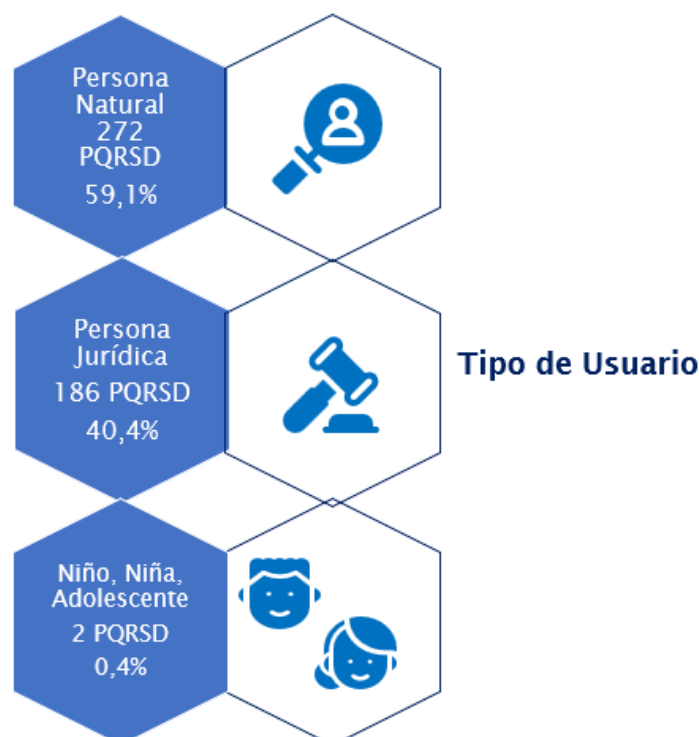 Persona
Natural
272
PQRSD
59,1%
Persona
Jurídica
186 PQRSD
40,4%
Tipo de Usuario
Niño, Niña,
Adolescente
2 PQRSD
0,4%